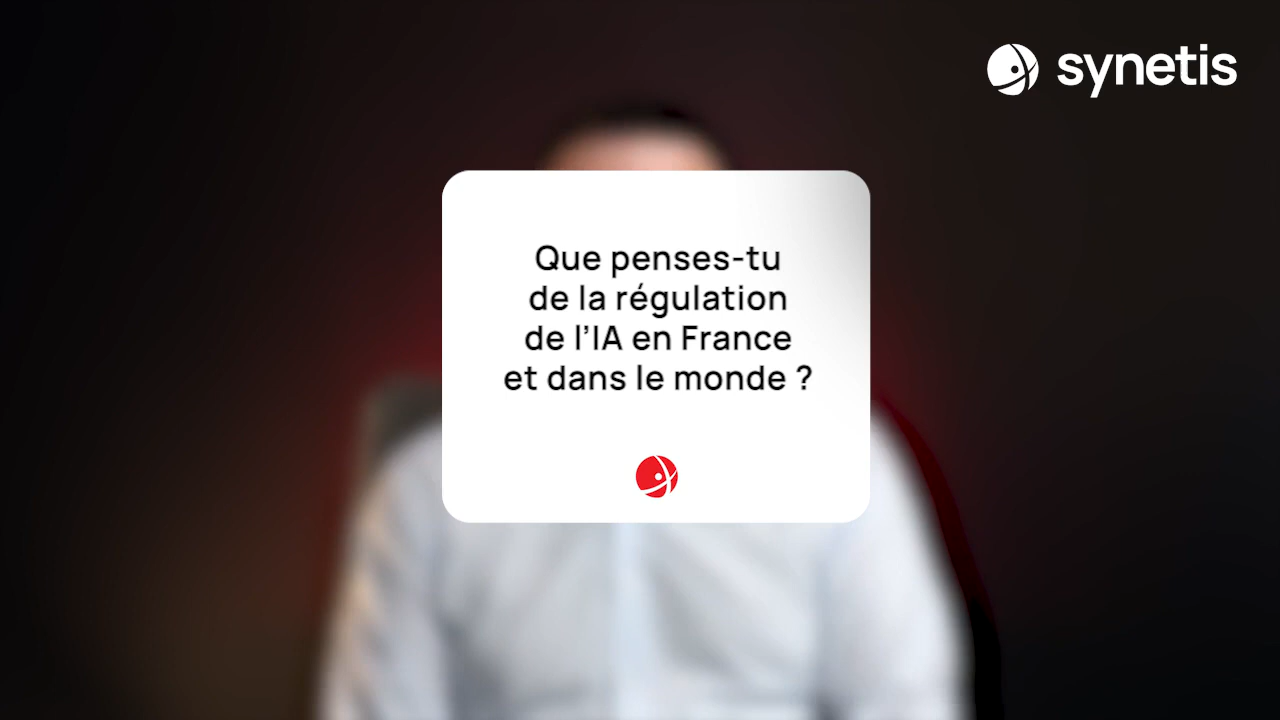 synetis
Que penses-tu
de la régulation
de l’IA en France
et dans le monde ?